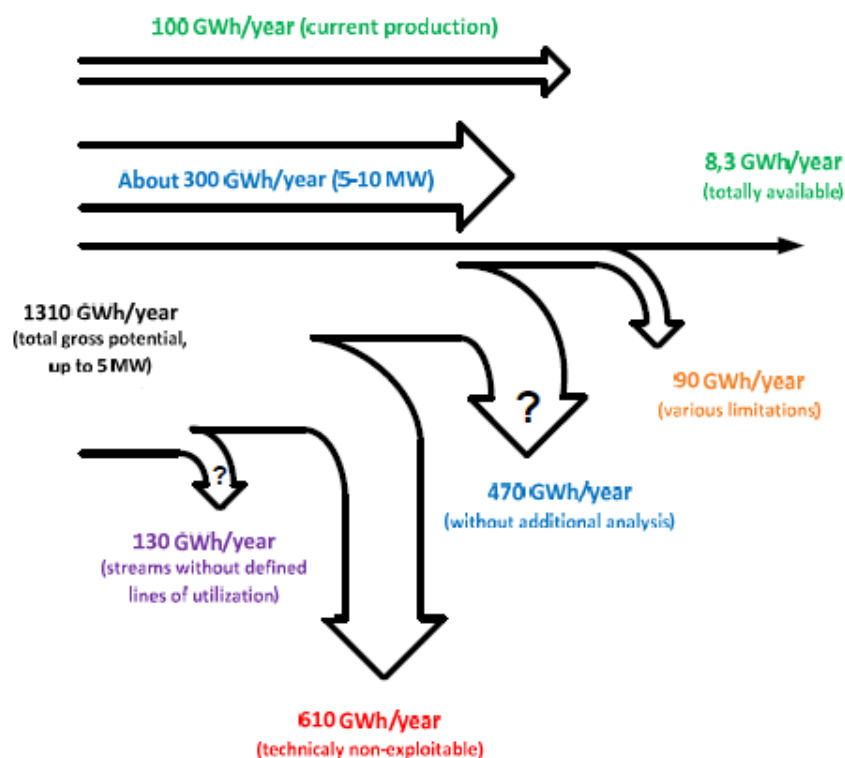 100 GWh/year (current production)
About 300 GWh/year (5-10 MW)
8,3 GWh/year
(totally available)
1310 GWh/year
(total gross potential,
up to 5 MW)
90 GWh/year
(various limitations)
?
?
470 GWh/year
(without additional analysis)
130 GWh/year
(streams without defined
lines of utilization)
610 GWh/year
(technicaly non-exploitable)